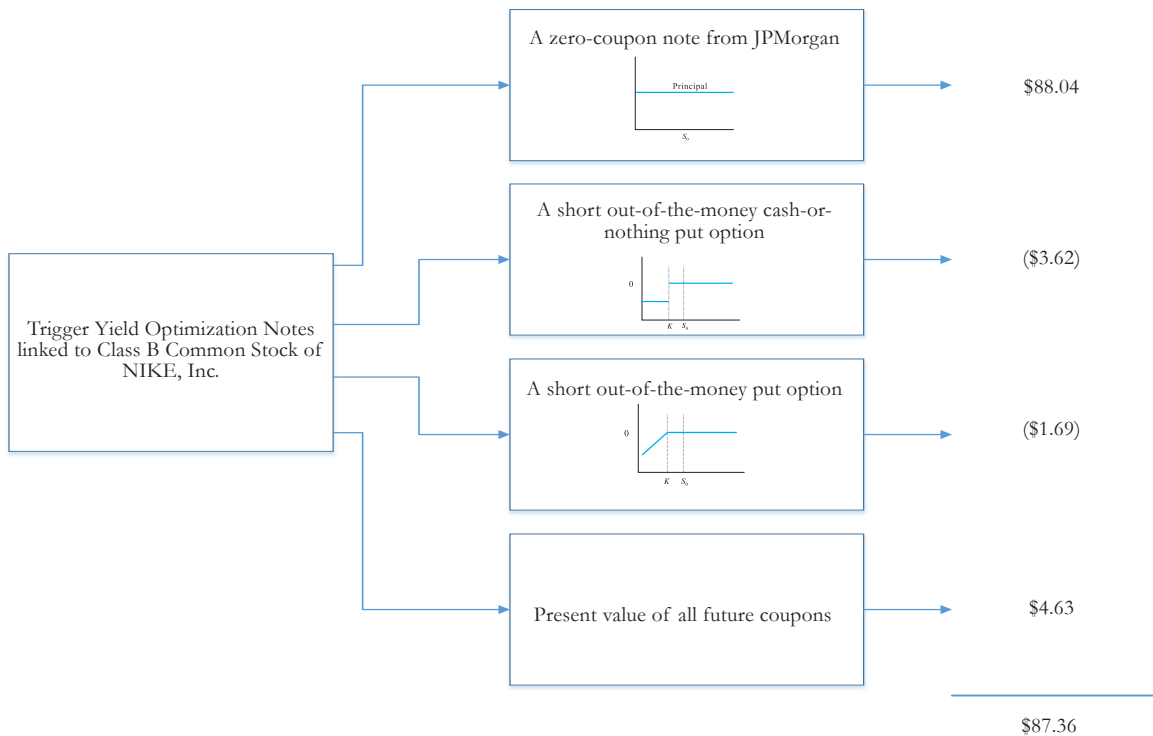 Trigger Yield Optimization Notes
linked to Class B Common Stock of
NIKE, Inc.
A zero-coupon note from JPMorgan
Principal
S₀
$88.04
A short out-of-the-money cash-or-
nothing put option
0
K S₀
($3.62)
A short out-of-the-money put option
0
K S₀
($1.69)
Present value of all future coupons
$4.63
$87.36